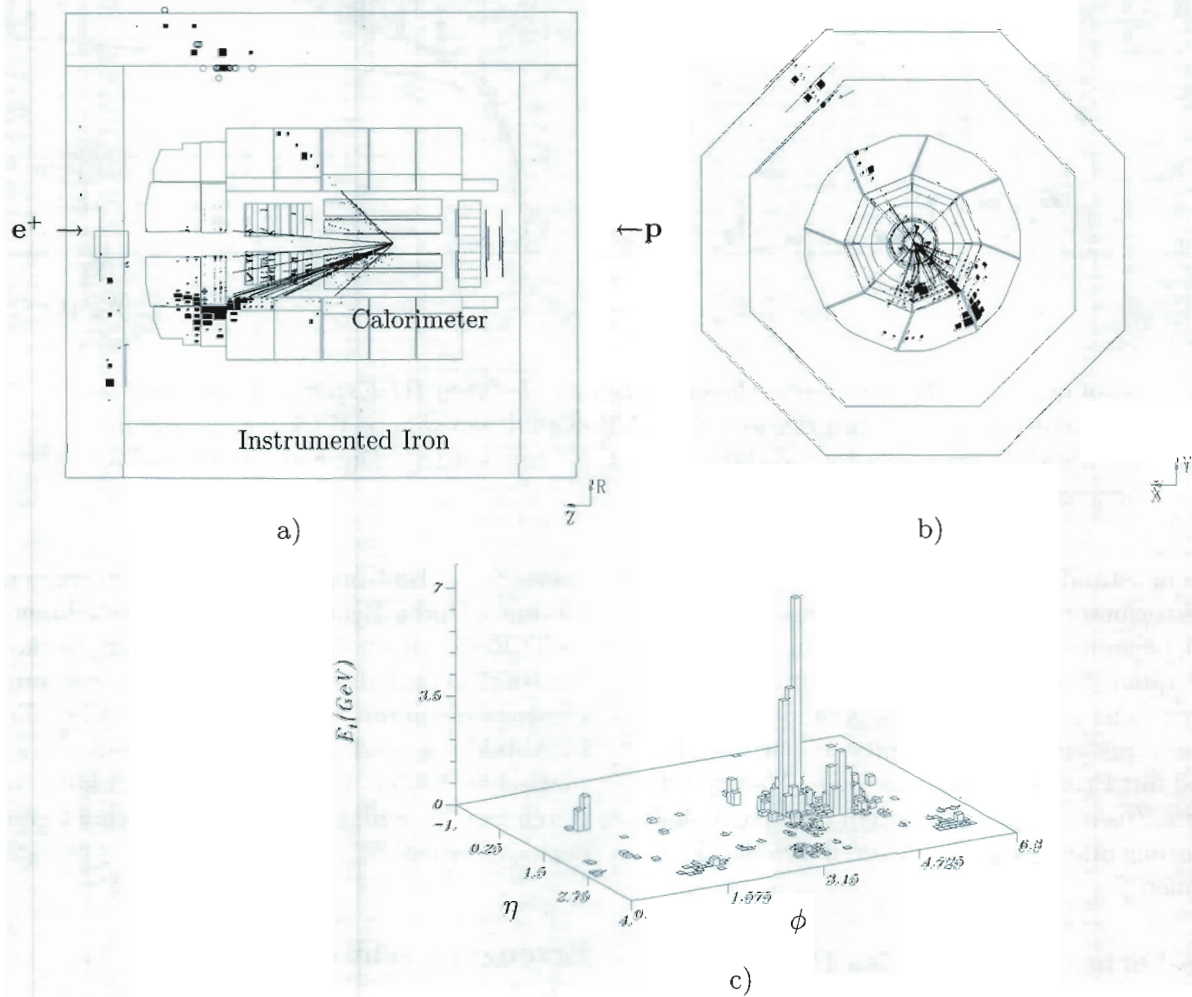 e⁺ →
←p
Calorimeter
Instrumented Iron
R
Z
Y
X
a)
b)
E_t(GeV)
7
3.5
0
-1.
0.25
1.5
2.75
4.
0.
1.575
3.15
4.725
6.3
η
φ
c)